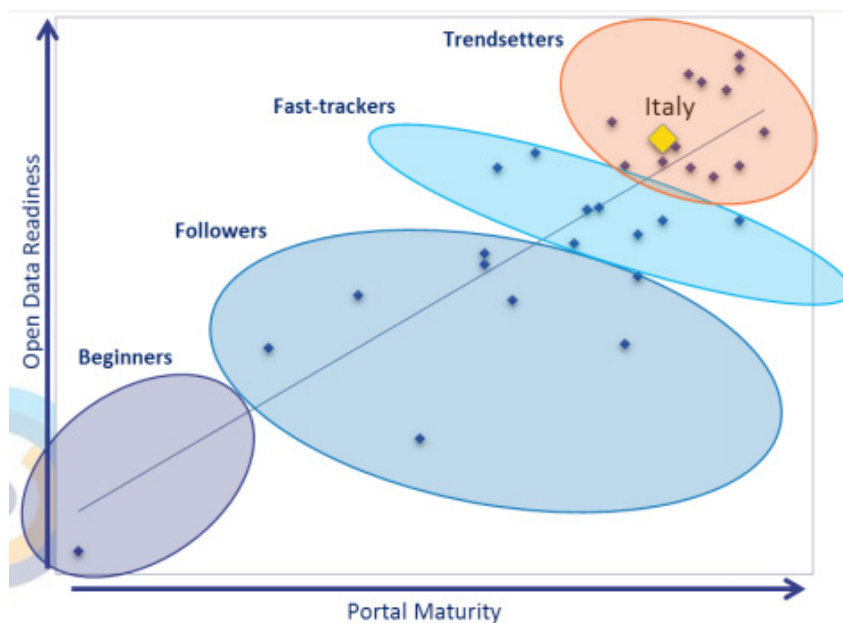 Trendsetters
Fast-trackers
Italy
Followers
Beginners
Open Data Readiness
Portal Maturity